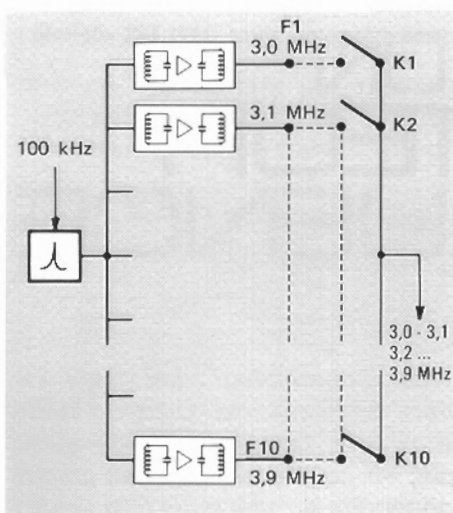 F1
3,0 MHz
K1
3,1 MHz
K2
100 kHz
3,0 - 3,1
3,2 ...
3,9 MHz
F10
3,9 MHz
K10